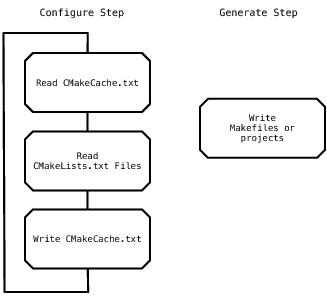 Configure Step
Generate Step
Read CMakeCache.txt
Write
Makefiles or
projects
Read
CMakeLists.txt Files
Write CMakeCache.txt